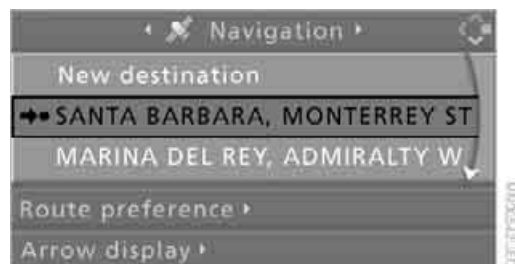 Navigation
New destination
SANTA BARBARA, MONTERREY ST
MARINA DEL REY, ADMIRALTY W
Route preference
Arrow display